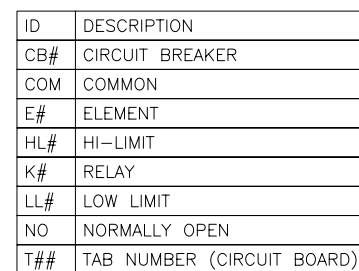 ID DESCRIPTION
CB# CIRCUIT BREAKER
COM COMMON
E# ELEMENT
HL# HI-LIMIT
K# RELAY
LL# LOW LIMIT
NO NORMALLY OPEN
T## TAB NUMBER (CIRCUIT BOARD)